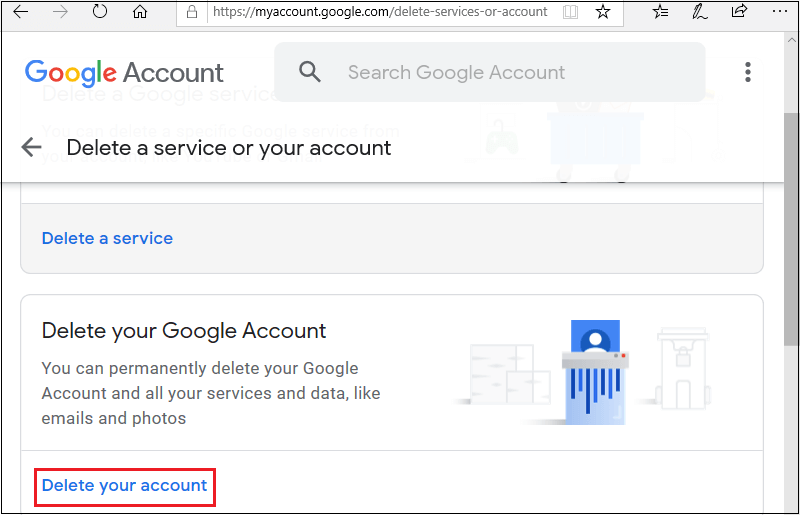 https://myaccount.google.com/delete-services-or-account
Google Account
Search Google Account
Delete a Google service
You can delete a specific Google service from
Delete a service or your account
Delete a service
Delete your Google Account
You can permanently delete your Google
Account and all your services and data, like
emails and photos
Delete your account